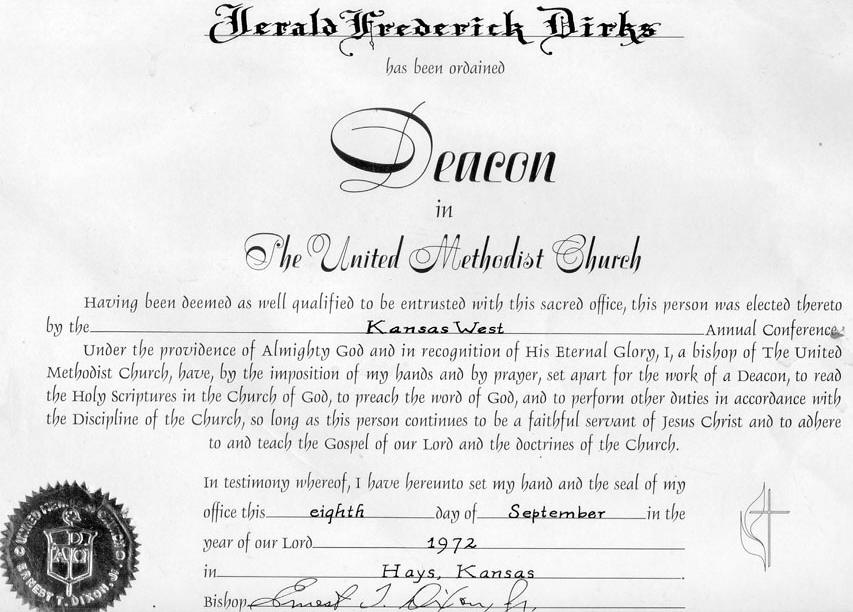 Jerald Frederick Dirks
has been ordained
Deacon
in
The United Methodist Church
Having been deemed as well qualified to be entrusted with this sacred office, this person was elected thereto
by the Kansas West Annual Conference.
Under the providence of Almighty God and in recognition of His Eternal Glory, I, a bishop of The United
Methodist Church, have, by the imposition of my hands and by prayer, set apart for the work of a Deacon, to read
the Holy Scriptures in the Church of God, to preach the word of God, and to perform other duties in accordance with
the Discipline of the Church, so long as this person continues to be a faithful servant of Jesus Christ and to adhere
to and teach the Gospel of our Lord and the doctrines of the Church.
In testimony whereof, I have hereunto set my hand and the seal of my
office this eighth day of September in the
year of our Lord 1972
in Hays, Kansas.
Bishop Ernest T. Dixon, Jr.
UNITED METHODIST CHURCH
ERNEST T. DIXON, JR.